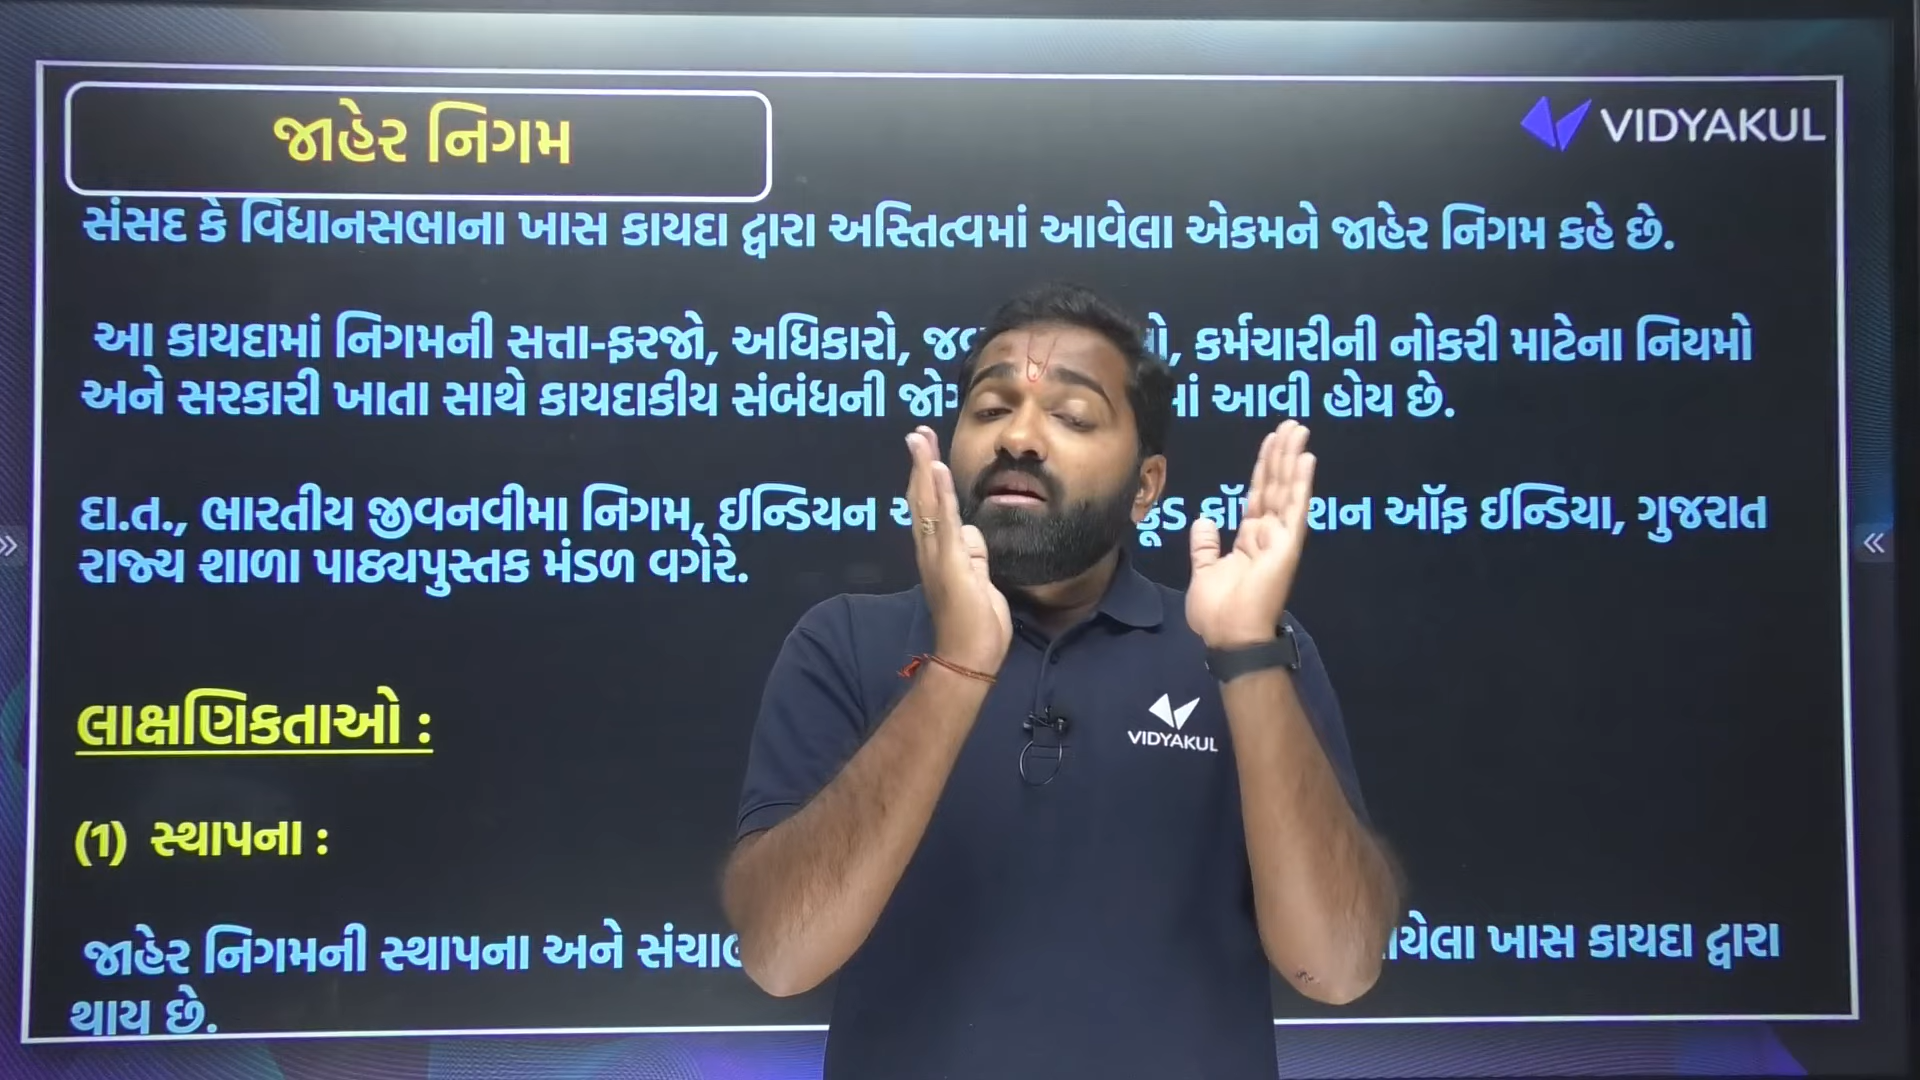 જાહેર નિગમ
VIDYAKUL
સંસદ કે વિધાનસભાના ખાસ કાયદા દ્વારા અસ્તિત્વમાં આવેલા એકમને જાહેર નિગમ કહે છે.
આ કાયદામાં નિગમની સત્તા-ફરજો, અધિકારો, કર્મચારીની નોકરી માટેના નિયમો
અને સરકારી ખાતા સાથે કાયદાકીય સંબંધની આવી હોય છે.
દા.ત., ભારતીય જીવનવીમા નિગમ, ઈન્ડિયન ઑફ ઈન્ડિયા, ગુજરાત
રાજ્ય શાળા પાઠ્યપુસ્તક મંડળ વગેરે.
લાક્ષણિકતાઓ :
(1) સ્થાપના :
જાહેર નિગમની સ્થાપના અને ખાસ કાયદા દ્વારા
થાય છે.
VIDYAKUL